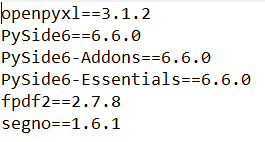 openpyxl==3.1.2
PySide6==6.6.0
PySide6-Addons==6.6.0
PySide6-Essentials==6.6.0
fpdf2==2.7.8
segno==1.6.1